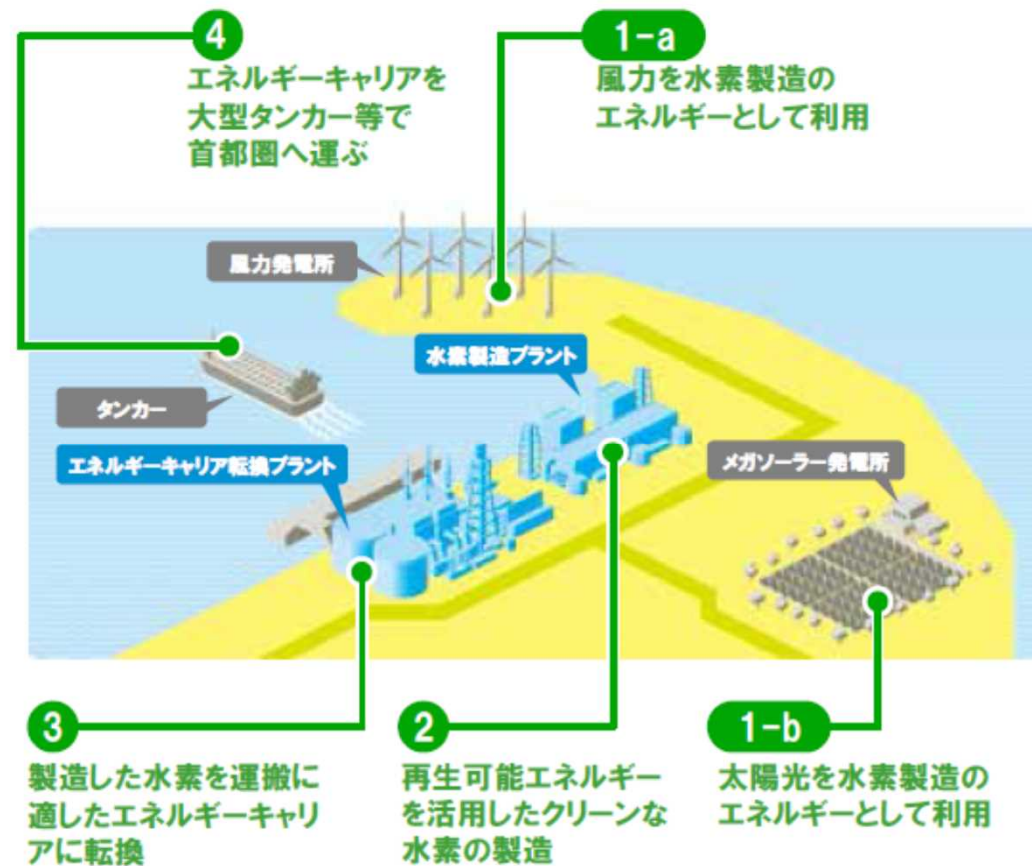 4
エネルギーキャリアを
大型タンカー等で
首都圏へ運ぶ
1-a
風力を水素製造の
エネルギーとして利用
風力発電所
水素製造プラント
タンカー
エネルギーキャリア転換プラント
メガソーラー発電所
3
製造した水素を運搬に
適したエネルギーキャリ
アに転換
2
再生可能エネルギー
を活用したクリーンな
水素の製造
1-b
太陽光を水素製造の
エネルギーとして利用